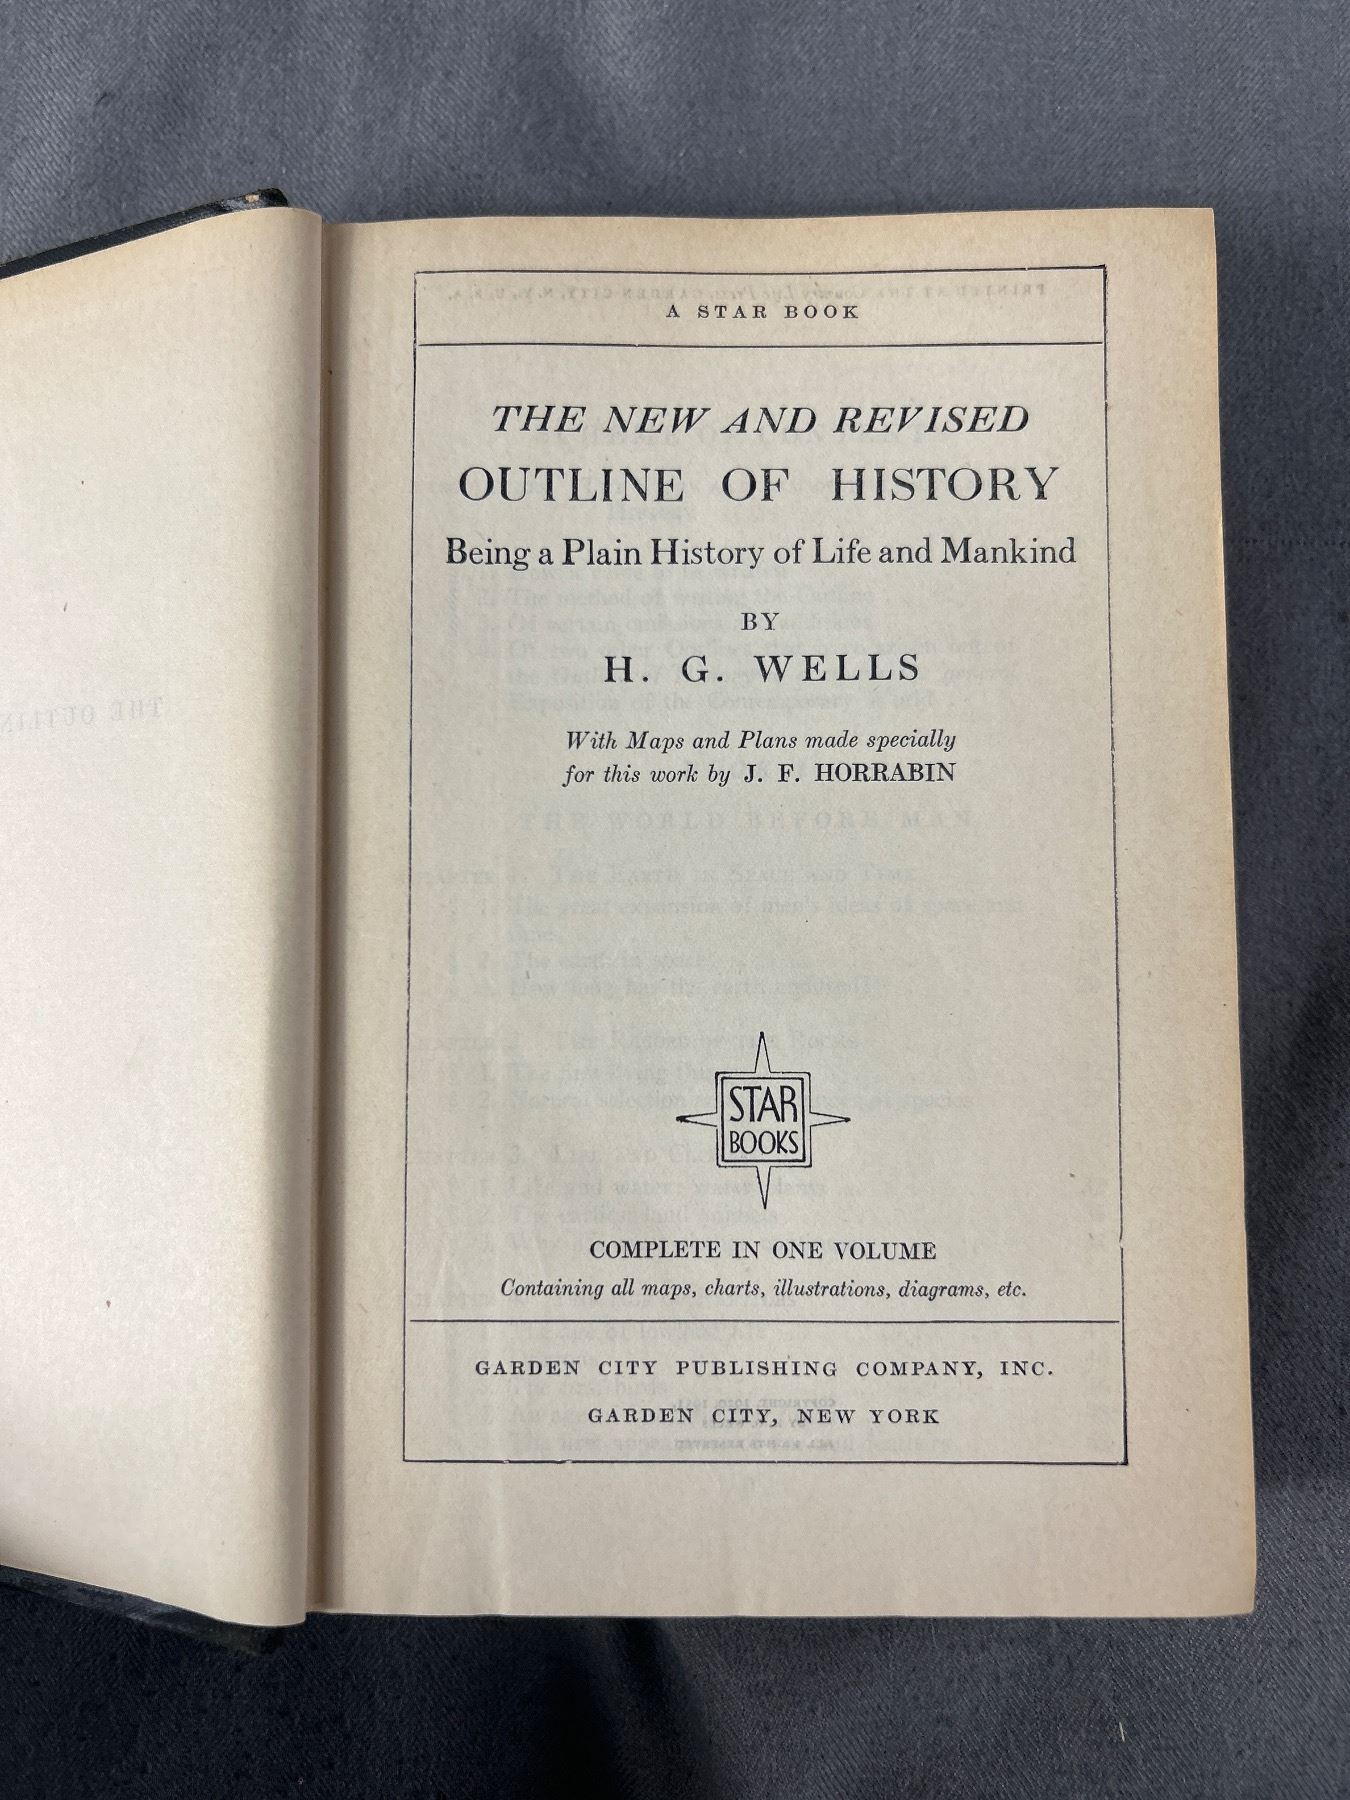 A STAR BOOK
THE NEW AND REVISED
OUTLINE OF HISTORY
Being a Plain History of Life and Mankind
BY
H. G. WELLS
With Maps and Plans made specially
for this work by J. F. HORRABIN
STAR
BOOKS
COMPLETE IN ONE VOLUME
Containing all maps, charts, illustrations, diagrams, etc.
GARDEN CITY PUBLISHING COMPANY, INC.
GARDEN CITY, NEW YORK